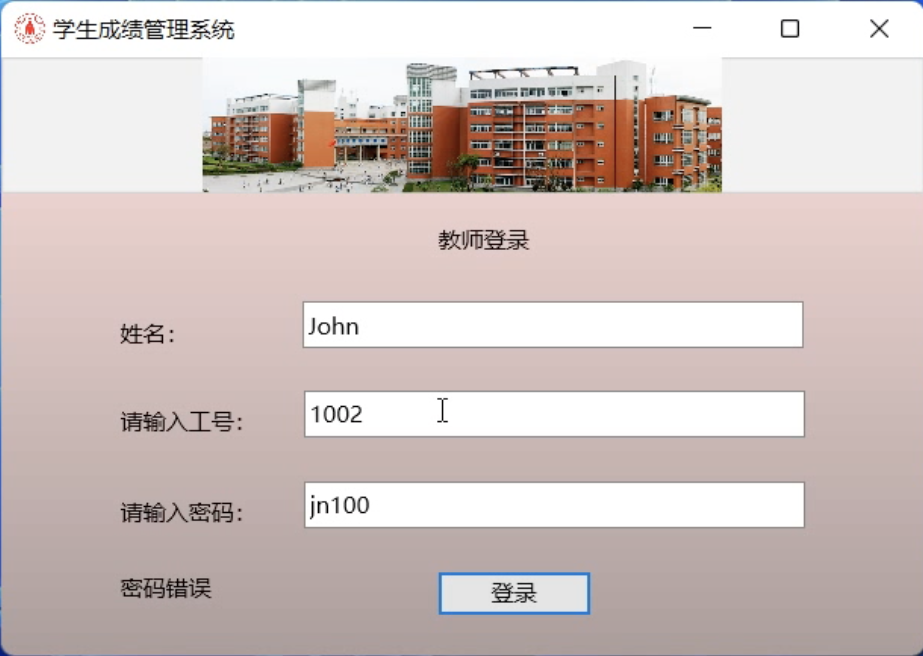 学生成绩管理系统
教师登录
姓名: John
请输入工号: 1002
请输入密码: jn100
密码错误 登录